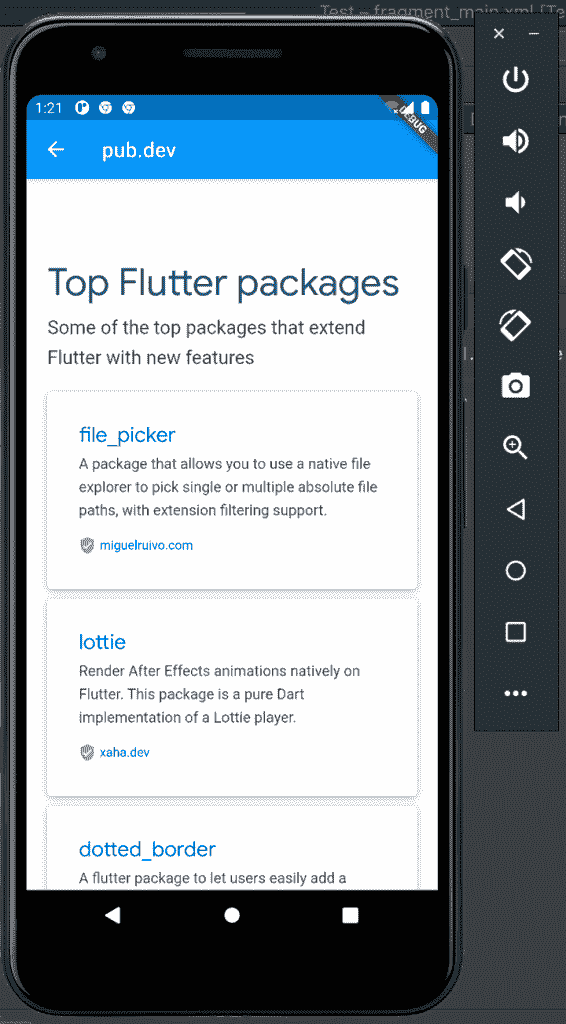 Test – fragment_main.xml [Te
1:21
DEBUG
pub.dev
Top Flutter packages
Some of the top packages that extend
Flutter with new features
file_picker
A package that allows you to use a native file
explorer to pick single or multiple absolute file
paths, with extension filtering support.
miguelruivo.com
lottie
Render After Effects animations natively on
Flutter. This package is a pure Dart
implementation of a Lottie player.
xaha.dev
dotted_border
A flutter package to let users easily add a